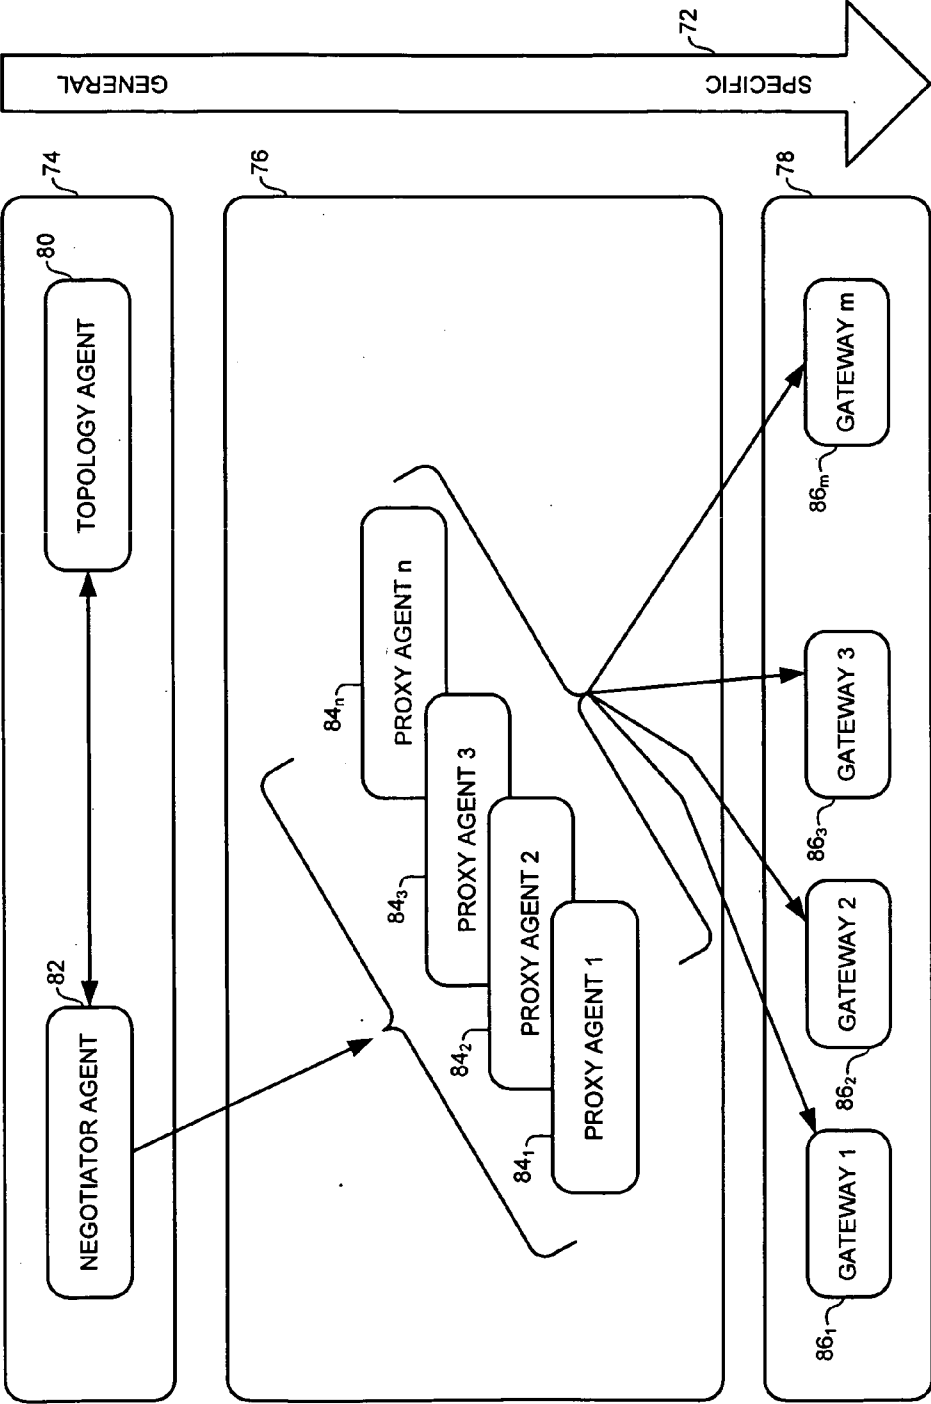 74
TOPOLOGY AGENT
80
NEGOTIATOR AGENT
82
76
PROXY AGENT n
84n
PROXY AGENT 3
843
PROXY AGENT 2
842
PROXY AGENT 1
841
78
GATEWAY 1
861
GATEWAY 2
862
GATEWAY 3
863
GATEWAY m
86m
GENERAL
SPECIFIC
72